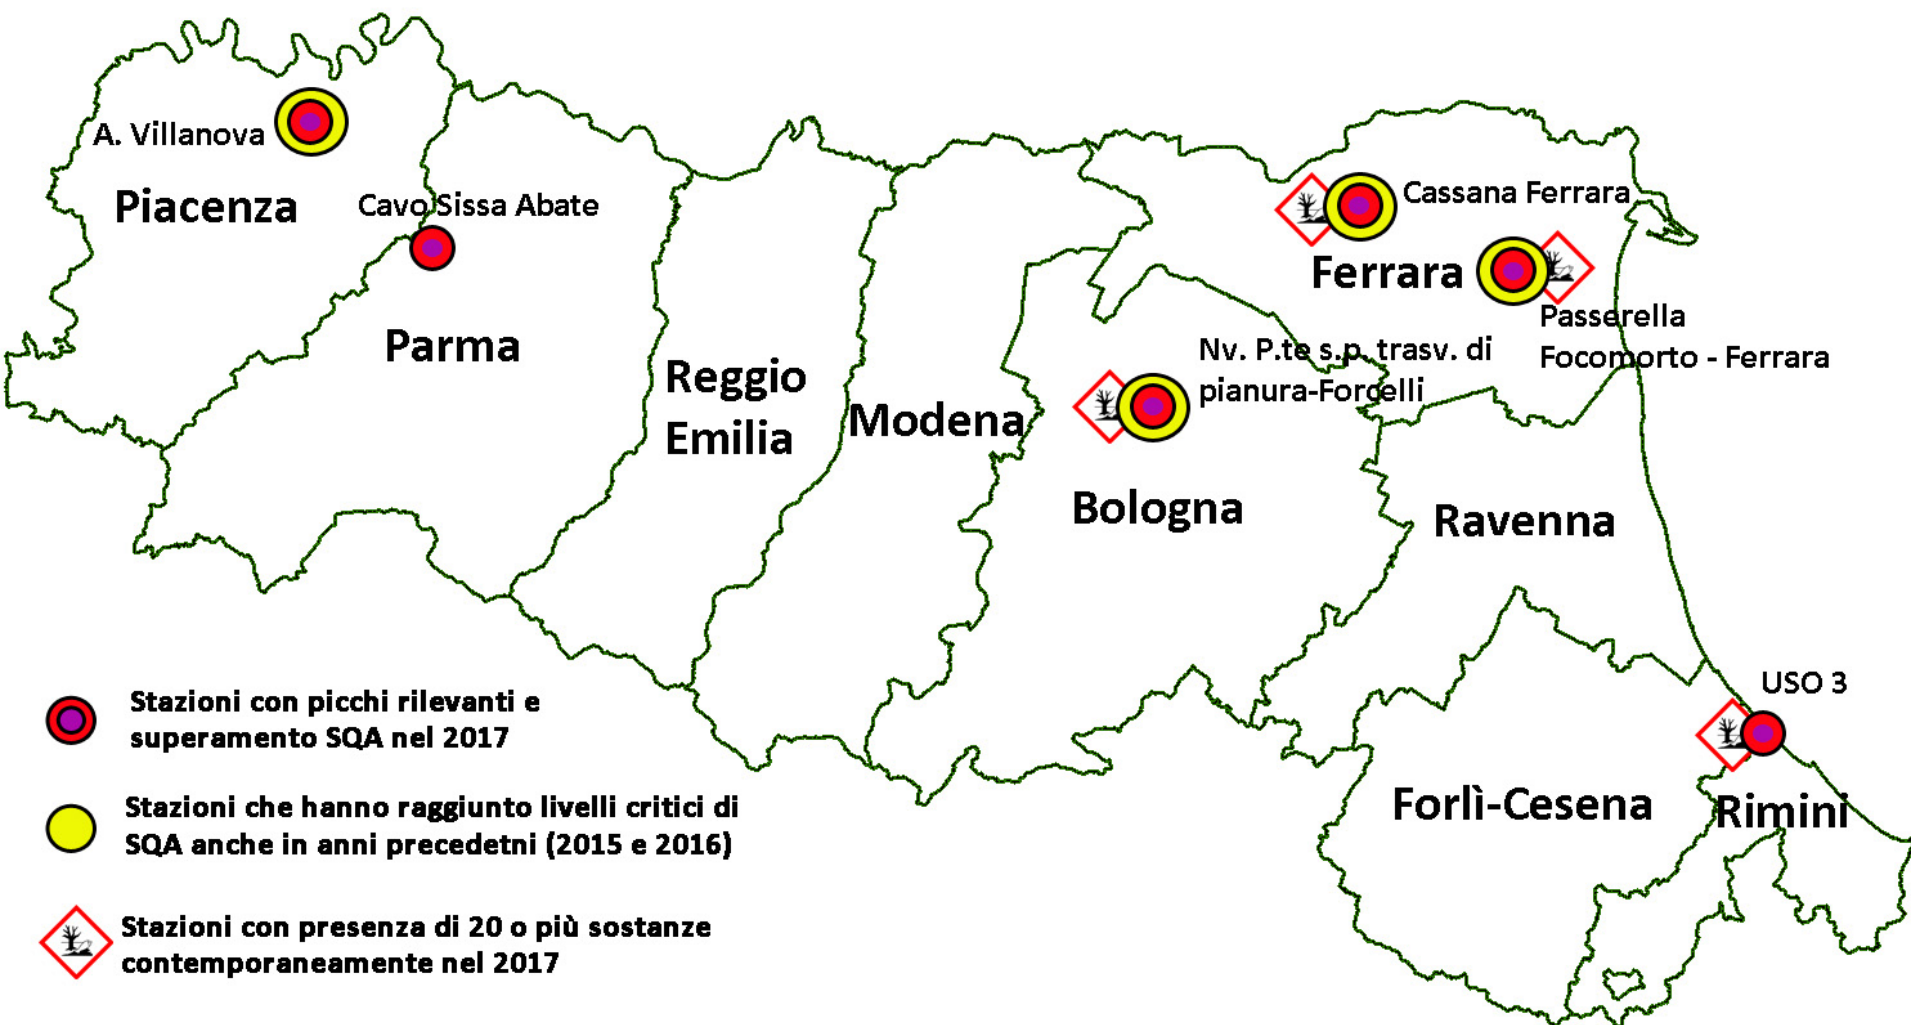 A. Villanova
Piacenza
Cavo Sissa Abate
Parma
Reggio
Emilia
Modena
Cassana Ferrara
Ferrara
Passerella
Focomorto - Ferrara
Nv. P.te s.p. trasv. di
pianura-Forcelli
Bologna
Ravenna
USO 3
Forlì-Cesena
Rimini
Stazioni con picchi rilevanti e
superamento SQA nel 2017
Stazioni che hanno raggiunto livelli critici di
SQA anche in anni precedetni (2015 e 2016)
Stazioni con presenza di 20 o più sostanze
contemporaneamente nel 2017